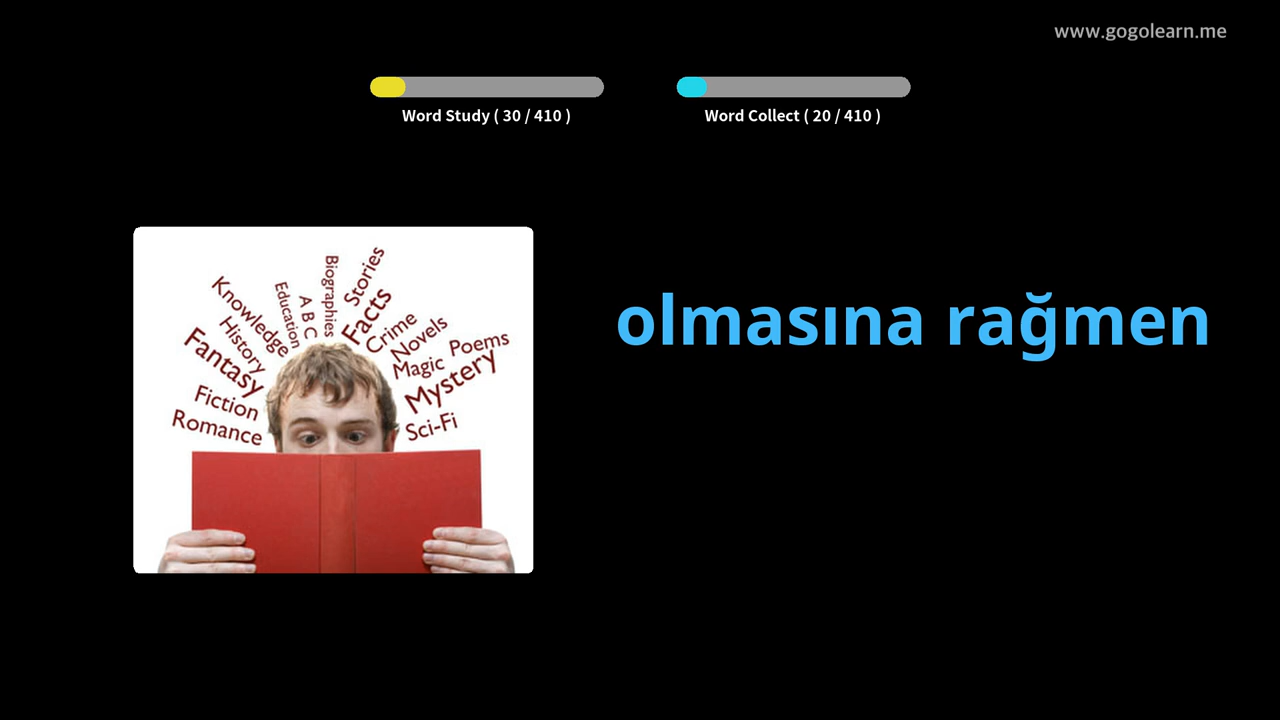 www.gogolearn.me
Word Study ( 30 / 410 )
Word Collect ( 20 / 410 )
olmasına rağmen
Romance
Fiction
Fantasy
History
Knowledge
Education
A B C
Biographies
Stories
Facts
Crime
Novels
Magic
Poems
Mystery
Sci-Fi